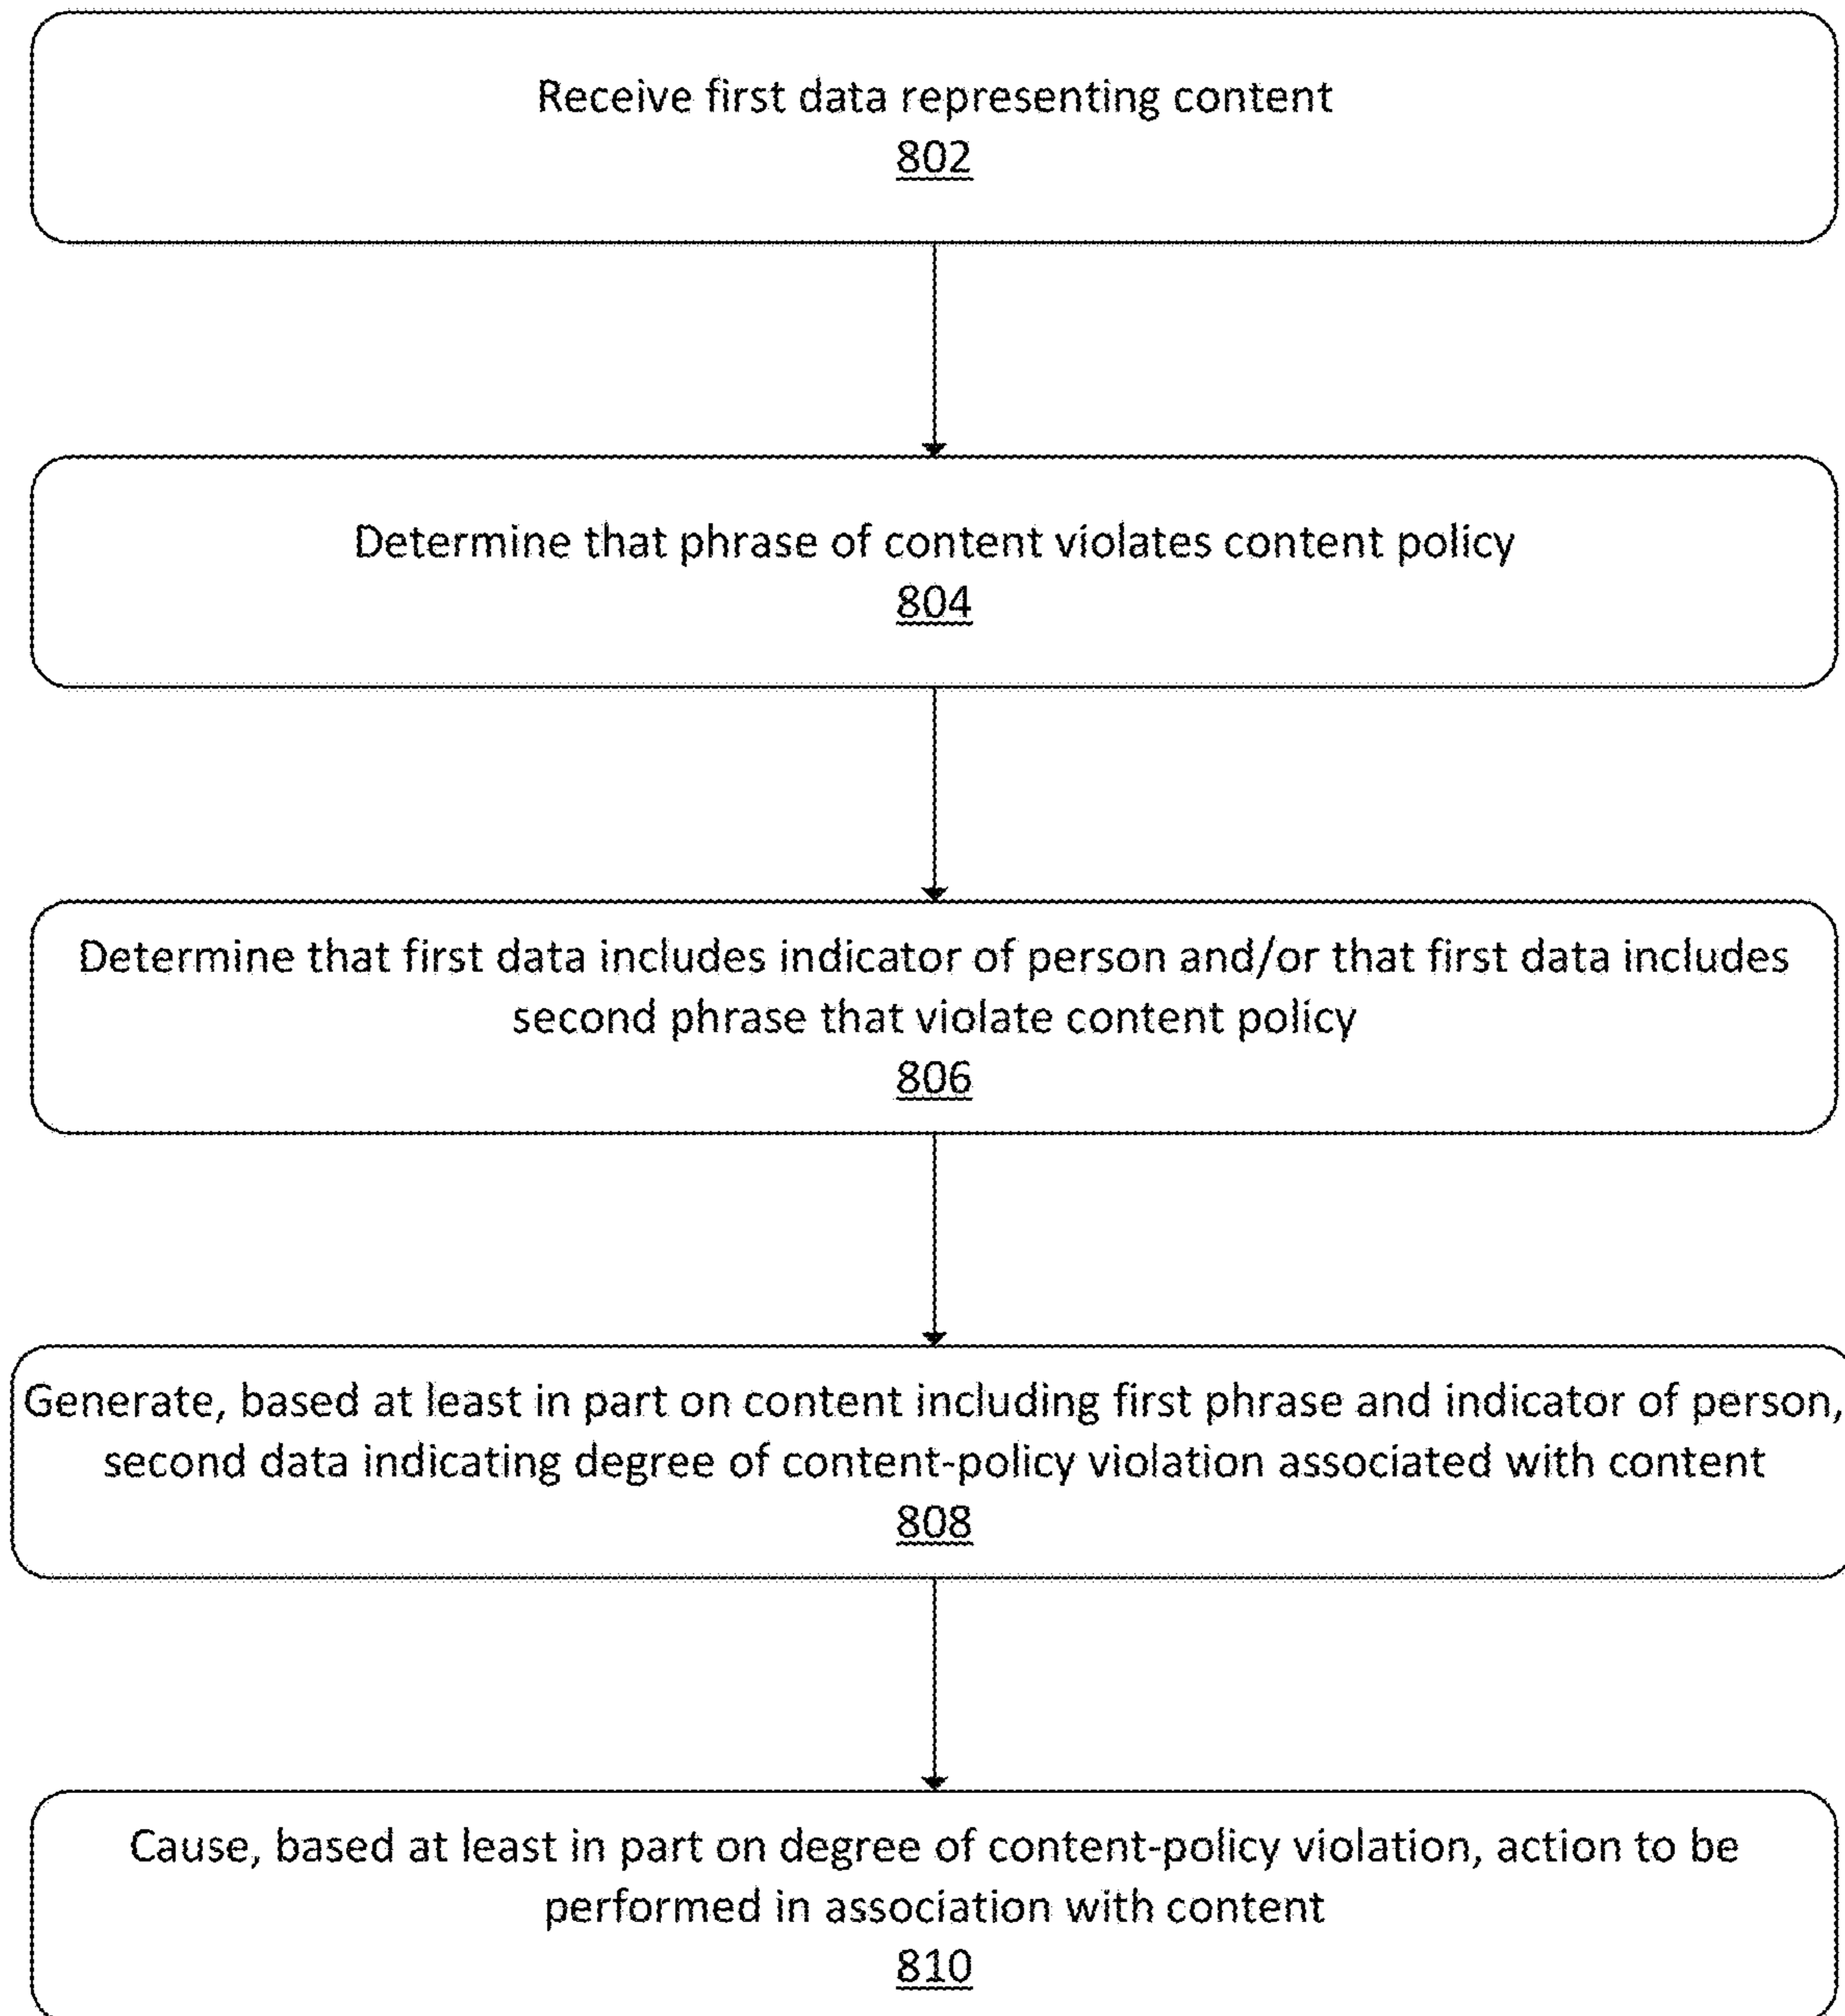 Receive first data representing content
802
Determine that phrase of content violates content policy
804
Determine that first data includes indicator of person and/or that first data includes
second phrase that violate content policy
806
Generate, based at least in part on content including first phrase and indicator of person,
second data indicating degree of content-policy violation associated with content
808
Cause, based at least in part on degree of content-policy violation, action to be
performed in association with content
810